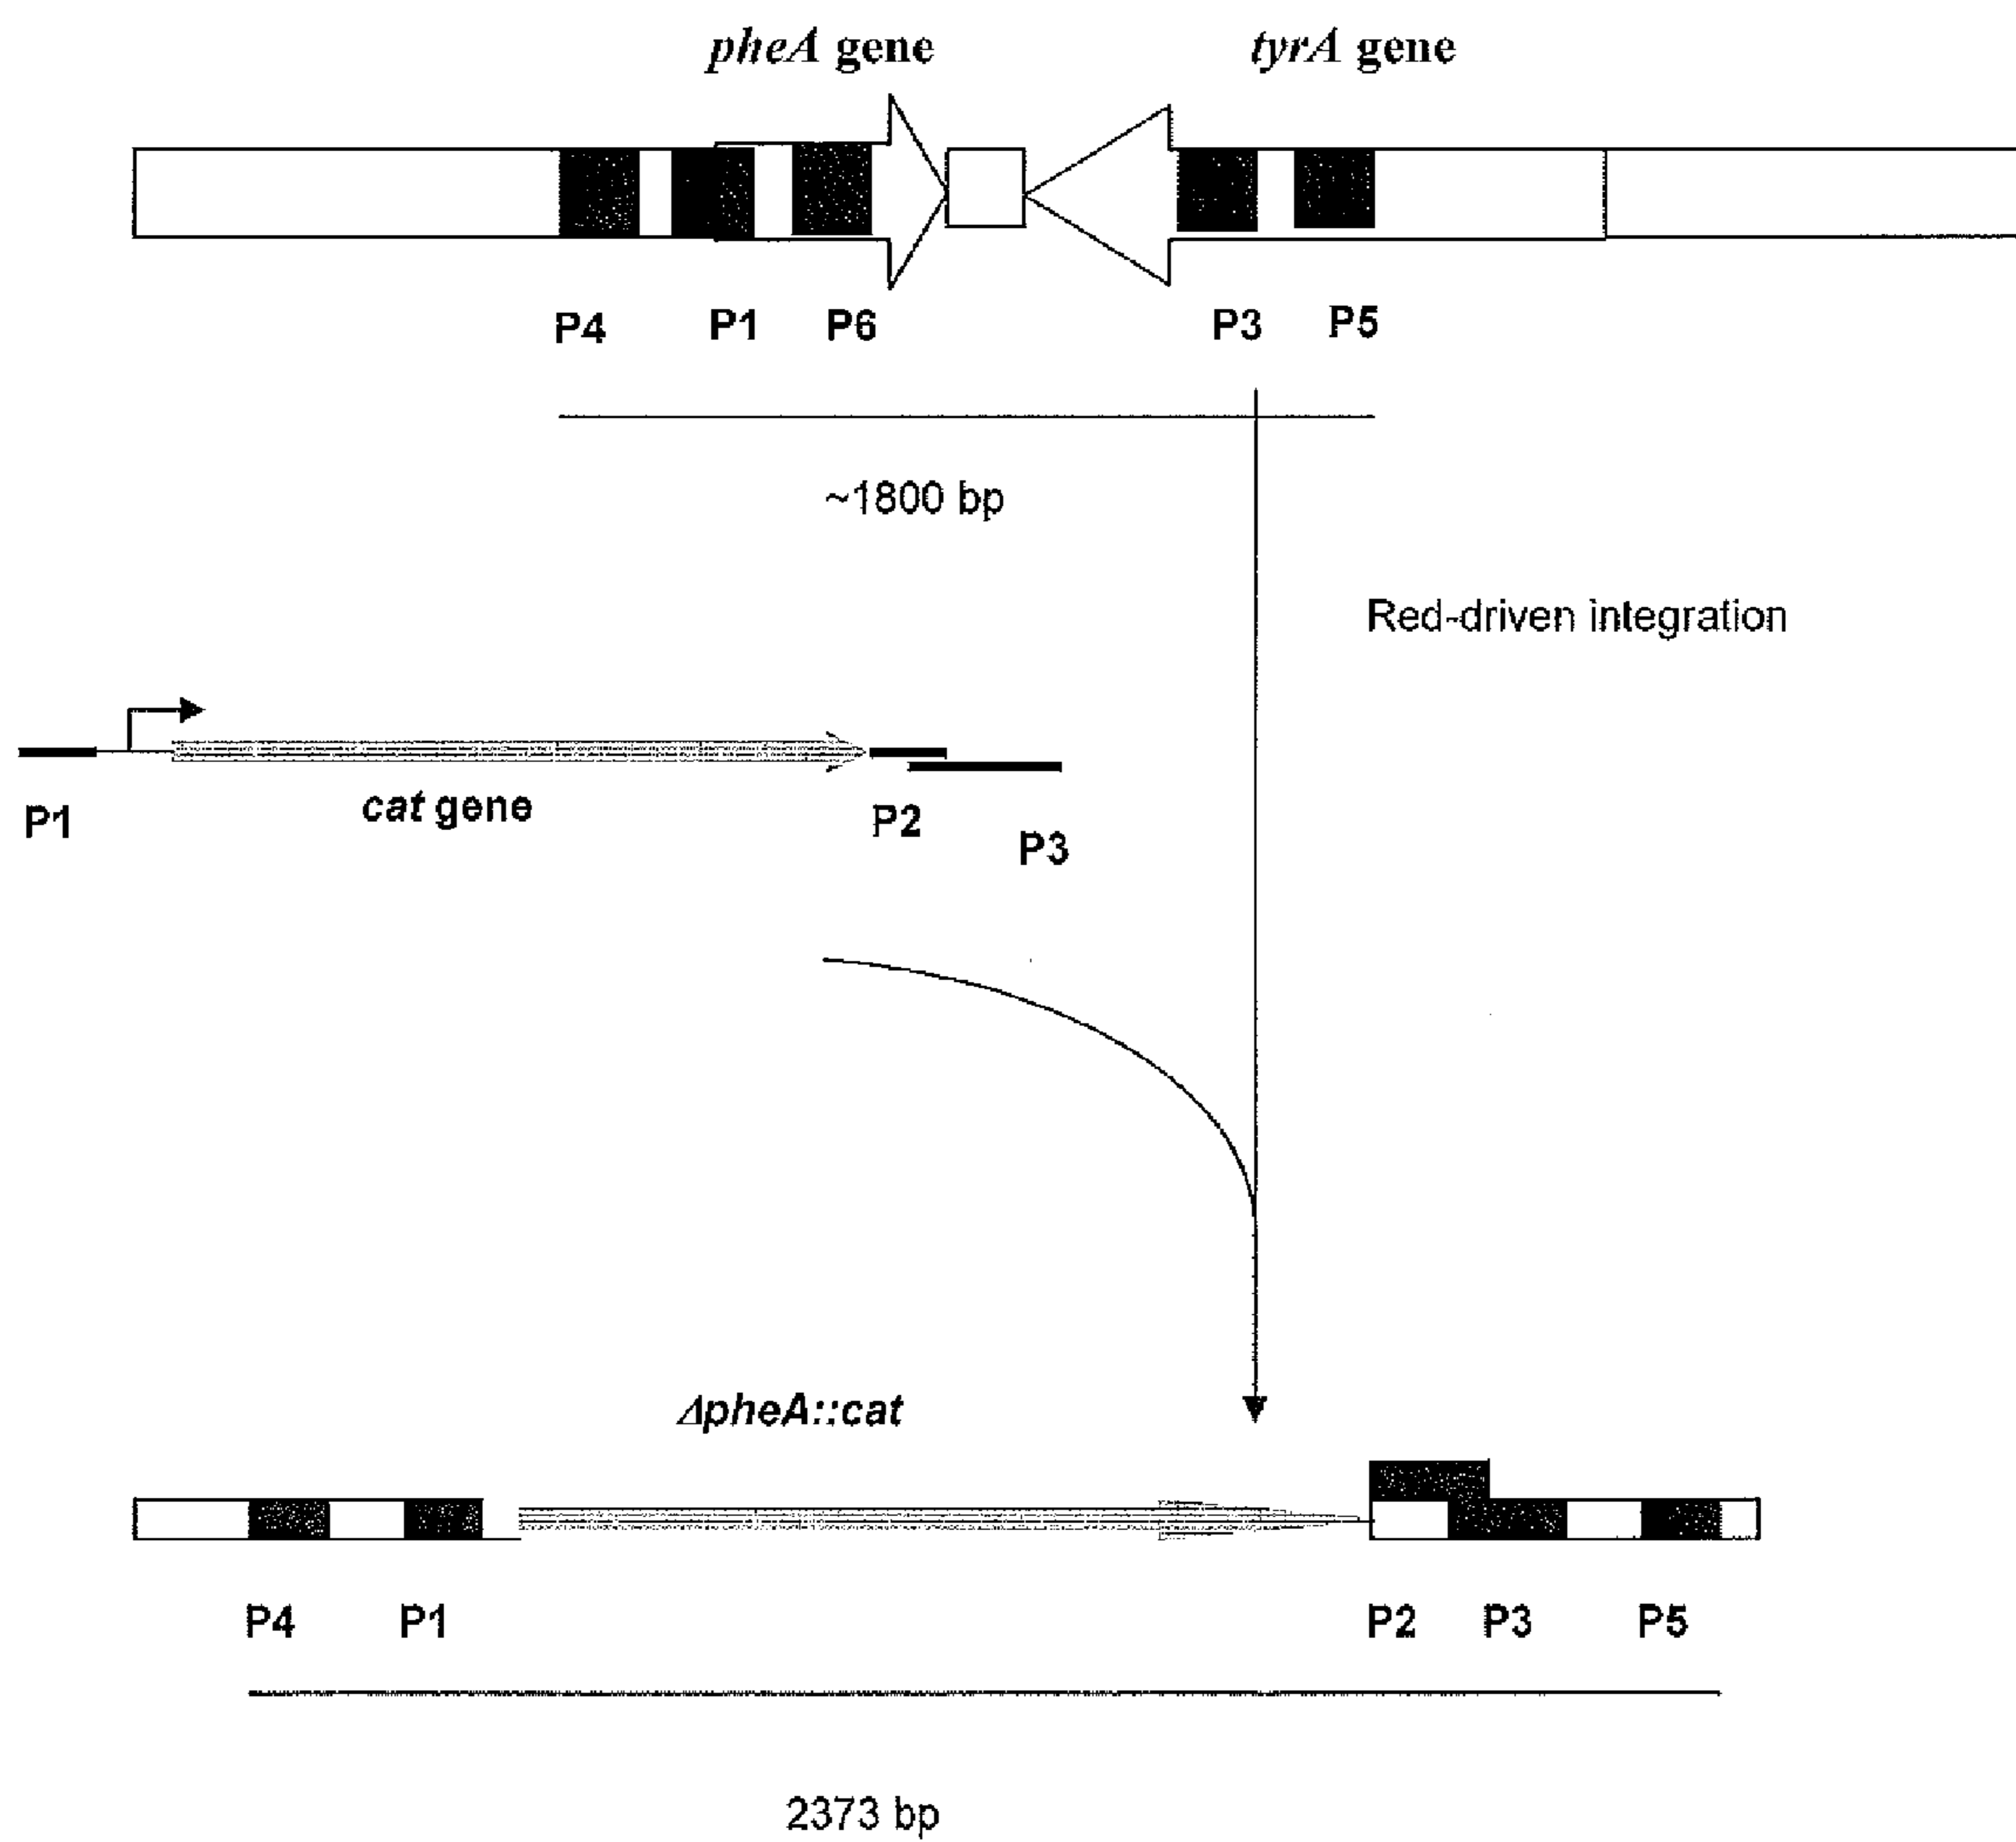 pheA gene tyrA gene
P4 P1 P6 P3 P5
~1800 bp
Red-driven integration
P1 cat gene P2 P3
ΔpheA::cat
P4 P1 P2 P3 P5
2373 bp